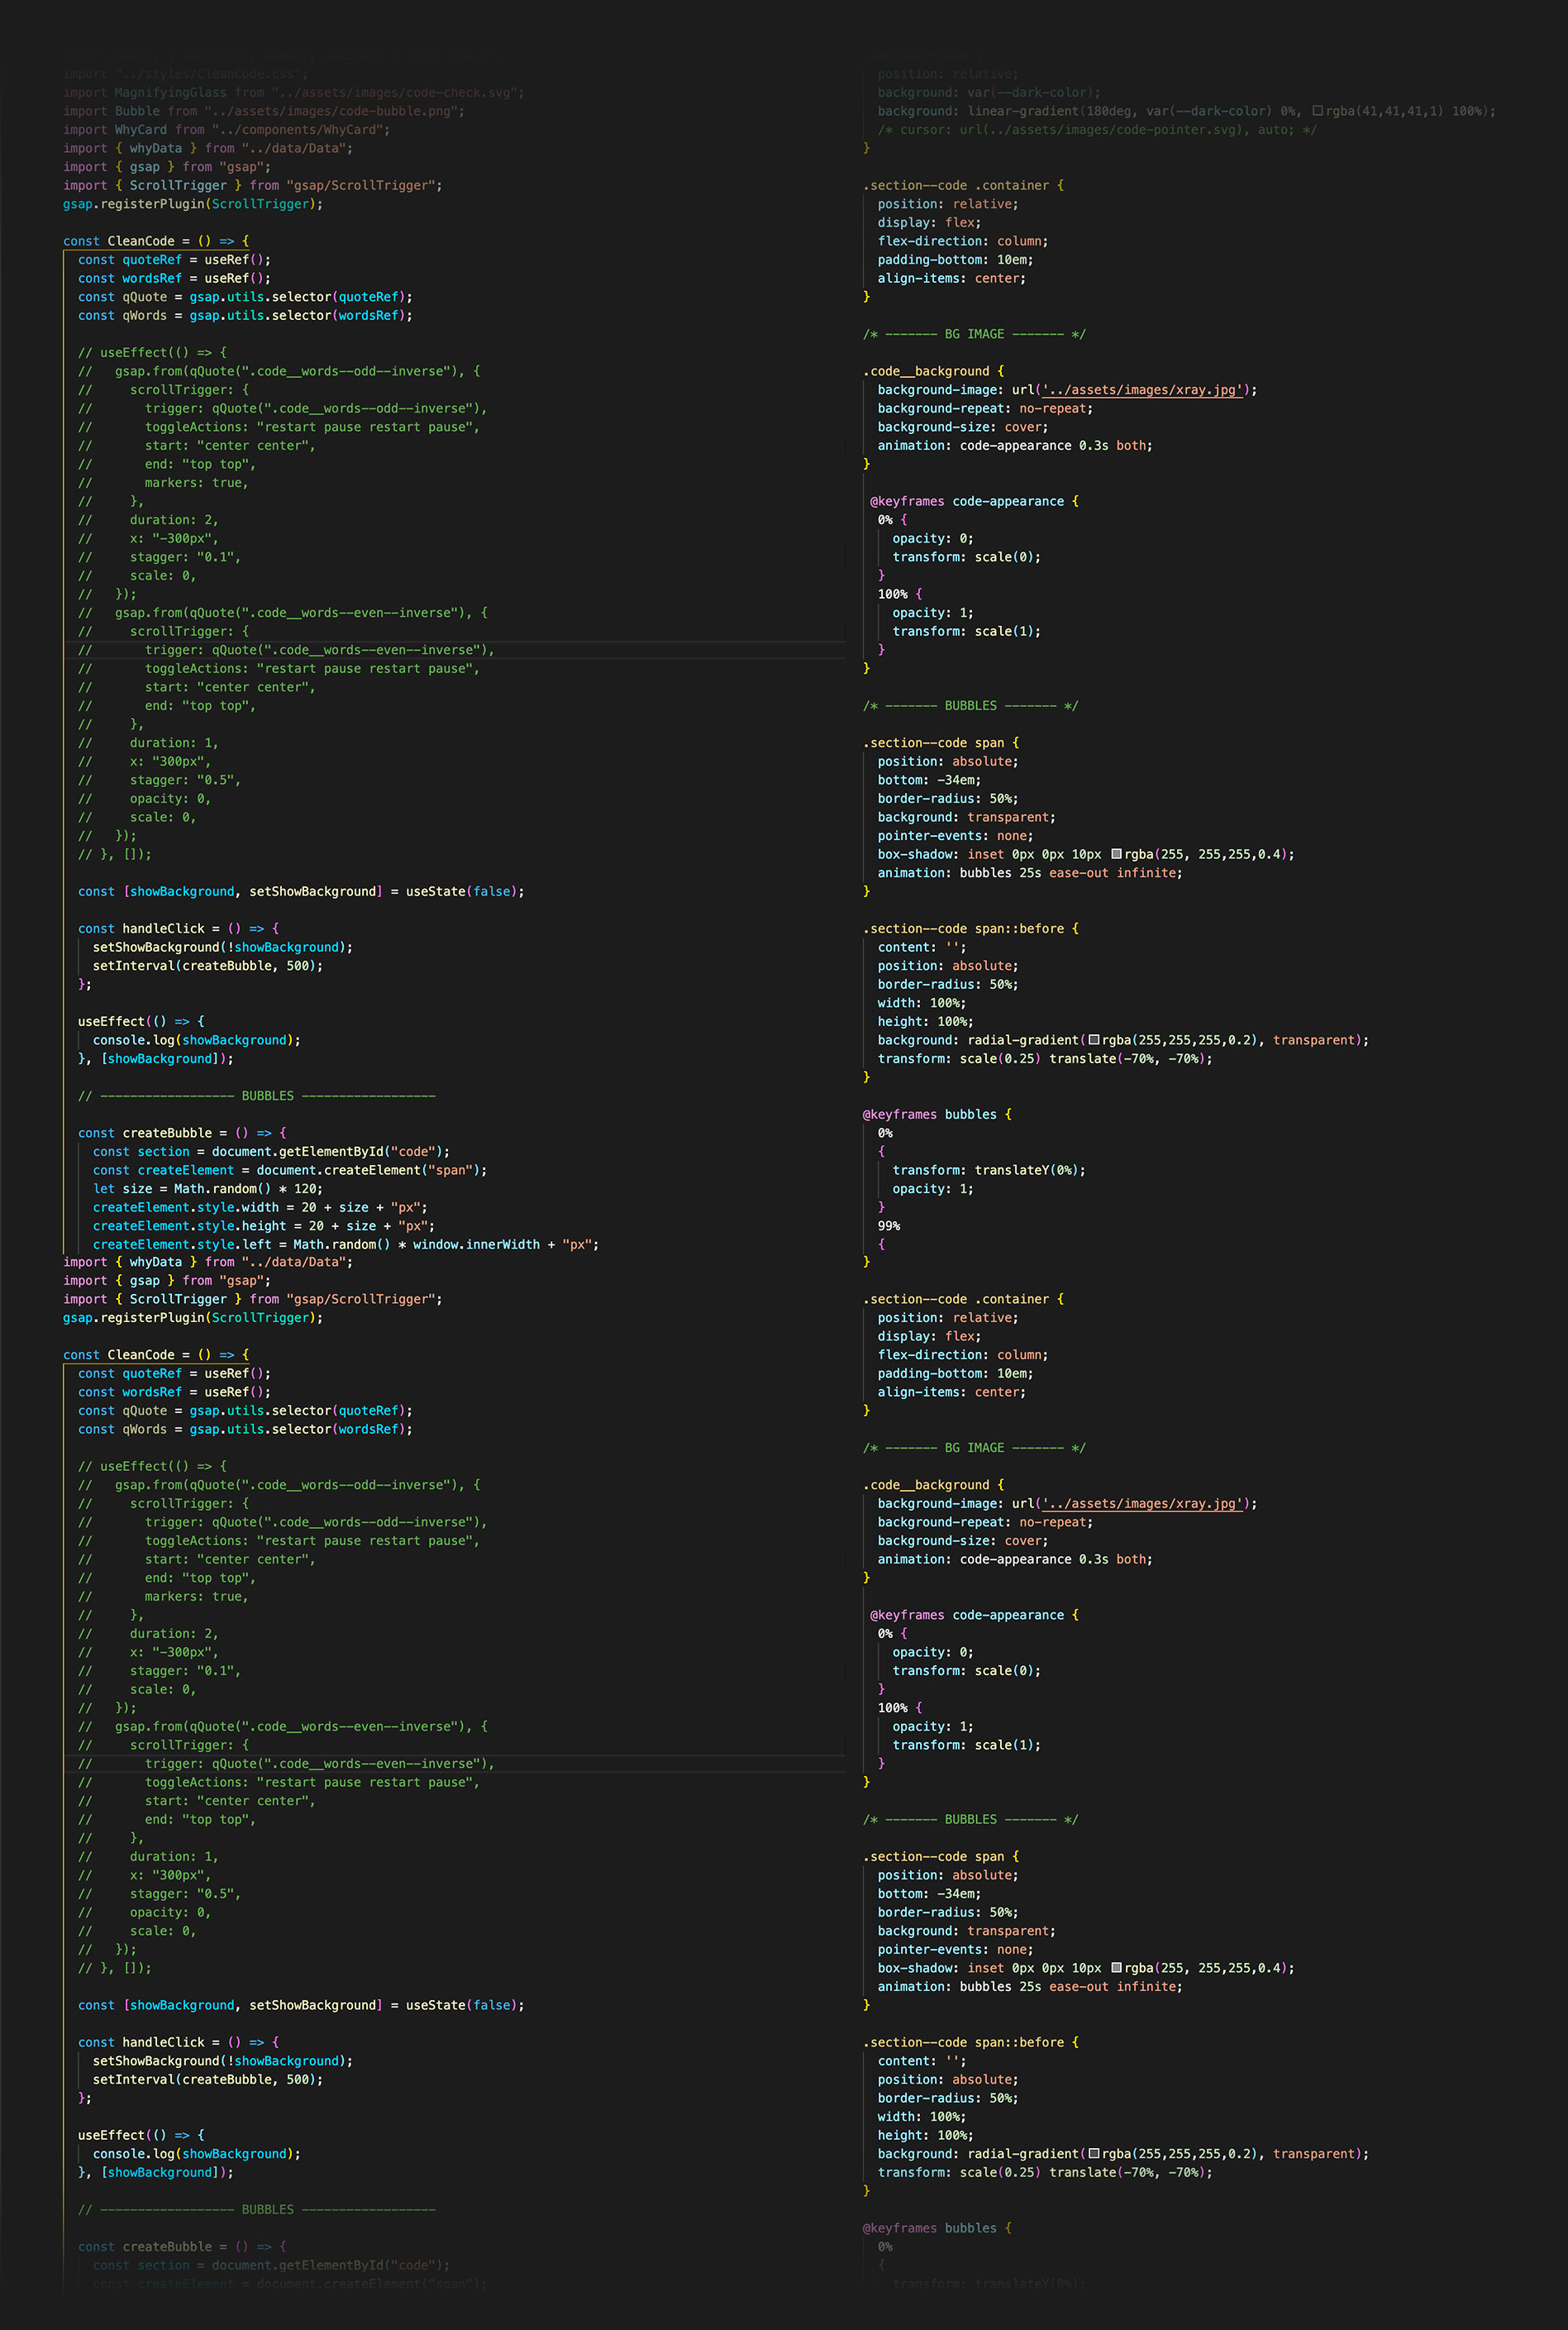 import "../styles/CleanCode.css";
import MagnifyingGlass from "../assets/images/code-check.svg";
import Bubble from "../assets/images/code-bubble.png";
import WhyCard from "../components/WhyCard";
import { whyData } from "../data/Data";
import { gsap } from "gsap";
import { ScrollTrigger } from "gsap/ScrollTrigger";
gsap.registerPlugin(ScrollTrigger);
const CleanCode = () => {
const quoteRef = useRef();
const wordsRef = useRef();
const qQuote = gsap.utils.selector(quoteRef);
const qWords = gsap.utils.selector(wordsRef);
// useEffect(() => {
//   gsap.from(qQuote(".code__words--odd--inverse"), {
//     scrollTrigger: {
//       trigger: qQuote(".code__words--odd--inverse"),
//       toggleActions: "restart pause restart pause",
//       start: "center center",
//       end: "top top",
//       markers: true,
//     },
//     duration: 2,
//     x: "-300px",
//     stagger: "0.1",
//     scale: 0,
//   });
//   gsap.from(qQuote(".code__words--even--inverse"), {
//     scrollTrigger: {
//       trigger: qQuote(".code__words--even--inverse"),
//       toggleActions: "restart pause restart pause",
//       start: "center center",
//       end: "top top",
//     },
//     duration: 1,
//     x: "300px",
//     stagger: "0.5",
//     opacity: 0,
//     scale: 0,
//   });
// }, []);
const [showBackground, setShowBackground] = useState(false);
const handleClick = () => {
setShowBackground(!showBackground);
setInterval(createBubble, 500);
};
useEffect(() => {
console.log(showBackground);
}, [showBackground]);
// ------------------ BUBBLES ------------------
const createBubble = () => {
const section = document.getElementById("code");
const createElement = document.createElement("span");
let size = Math.random() * 120;
createElement.style.width = 20 + size + "px";
createElement.style.height = 20 + size + "px";
createElement.style.left = Math.random() * window.innerWidth + "px";
import { whyData } from "../data/Data";
import { gsap } from "gsap";
import { ScrollTrigger } from "gsap/ScrollTrigger";
gsap.registerPlugin(ScrollTrigger);
const CleanCode = () => {
const quoteRef = useRef();
const wordsRef = useRef();
const qQuote = gsap.utils.selector(quoteRef);
const qWords = gsap.utils.selector(wordsRef);
// useEffect(() => {
//   gsap.from(qQuote(".code__words--odd--inverse"), {
//     scrollTrigger: {
//       trigger: qQuote(".code__words--odd--inverse"),
//       toggleActions: "restart pause restart pause",
//       start: "center center",
//       end: "top top",
//       markers: true,
//     },
//     duration: 2,
//     x: "-300px",
//     stagger: "0.1",
//     scale: 0,
//   });
//   gsap.from(qQuote(".code__words--even--inverse"), {
//     scrollTrigger: {
//       trigger: qQuote(".code__words--even--inverse"),
//       toggleActions: "restart pause restart pause",
//       start: "center center",
//       end: "top top",
//     },
//     duration: 1,
//     x: "300px",
//     stagger: "0.5",
//     opacity: 0,
//     scale: 0,
//   });
// }, []);
const [showBackground, setShowBackground] = useState(false);
const handleClick = () => {
setShowBackground(!showBackground);
setInterval(createBubble, 500);
};
useEffect(() => {
console.log(showBackground);
}, [showBackground]);
// ------------------ BUBBLES ------------------
const createBubble = () => {
const section = document.getElementById("code");
const createElement = document.createElement("span");
position: relative;
background: var(--dark-color);
background: linear-gradient(180deg, var(--dark-color) 0%, rgba(41,41,41,1) 100%);
/* cursor: url(../assets/images/code-pointer.svg), auto; */
}
.section--code .container {
position: relative;
display: flex;
flex-direction: column;
padding-bottom: 10em;
align-items: center;
}
/* ------- BG IMAGE ------- */
.code__background {
background-image: url('../assets/images/xray.jpg');
background-repeat: no-repeat;
background-size: cover;
animation: code-appearance 0.3s both;
}
@keyframes code-appearance {
0% {
opacity: 0;
transform: scale(0);
}
100% {
opacity: 1;
transform: scale(1);
}
}
/* ------- BUBBLES ------- */
.section--code span {
position: absolute;
bottom: -34em;
border-radius: 50%;
background: transparent;
pointer-events: none;
box-shadow: inset 0px 0px 10px rgba(255, 255,255,0.4);
animation: bubbles 25s ease-out infinite;
}
.section--code span::before {
content: '';
position: absolute;
border-radius: 50%;
width: 100%;
height: 100%;
background: radial-gradient(rgba(255,255,255,0.2), transparent);
transform: scale(0.25) translate(-70%, -70%);
}
@keyframes bubbles {
0%
{
transform: translateY(0%);
opacity: 1;
}
99%
{
}
.section--code .container {
position: relative;
display: flex;
flex-direction: column;
padding-bottom: 10em;
align-items: center;
}
/* ------- BG IMAGE ------- */
.code__background {
background-image: url('../assets/images/xray.jpg');
background-repeat: no-repeat;
background-size: cover;
animation: code-appearance 0.3s both;
}
@keyframes code-appearance {
0% {
opacity: 0;
transform: scale(0);
}
100% {
opacity: 1;
transform: scale(1);
}
}
/* ------- BUBBLES ------- */
.section--code span {
position: absolute;
bottom: -34em;
border-radius: 50%;
background: transparent;
pointer-events: none;
box-shadow: inset 0px 0px 10px rgba(255, 255,255,0.4);
animation: bubbles 25s ease-out infinite;
}
.section--code span::before {
content: '';
position: absolute;
border-radius: 50%;
width: 100%;
height: 100%;
background: radial-gradient(rgba(255,255,255,0.2), transparent);
transform: scale(0.25) translate(-70%, -70%);
}
@keyframes bubbles {
0%
{
transform: translateY(0%);